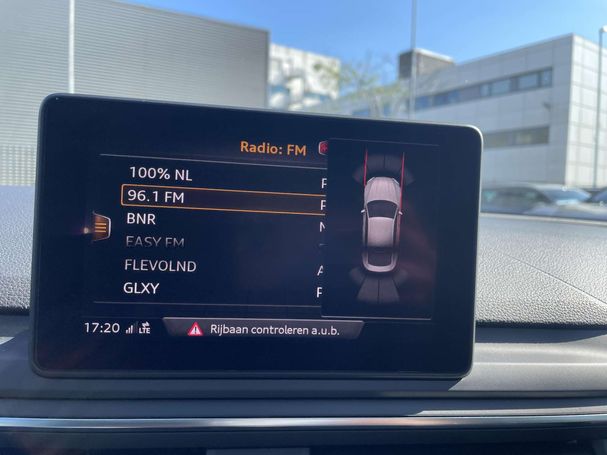 Radio: FM
100% NL
96.1 FM
BNR
EASY FM
FLEVOLND
A
GLXY
P
17:20
LTE
Rijbaan controleren a.u.b.